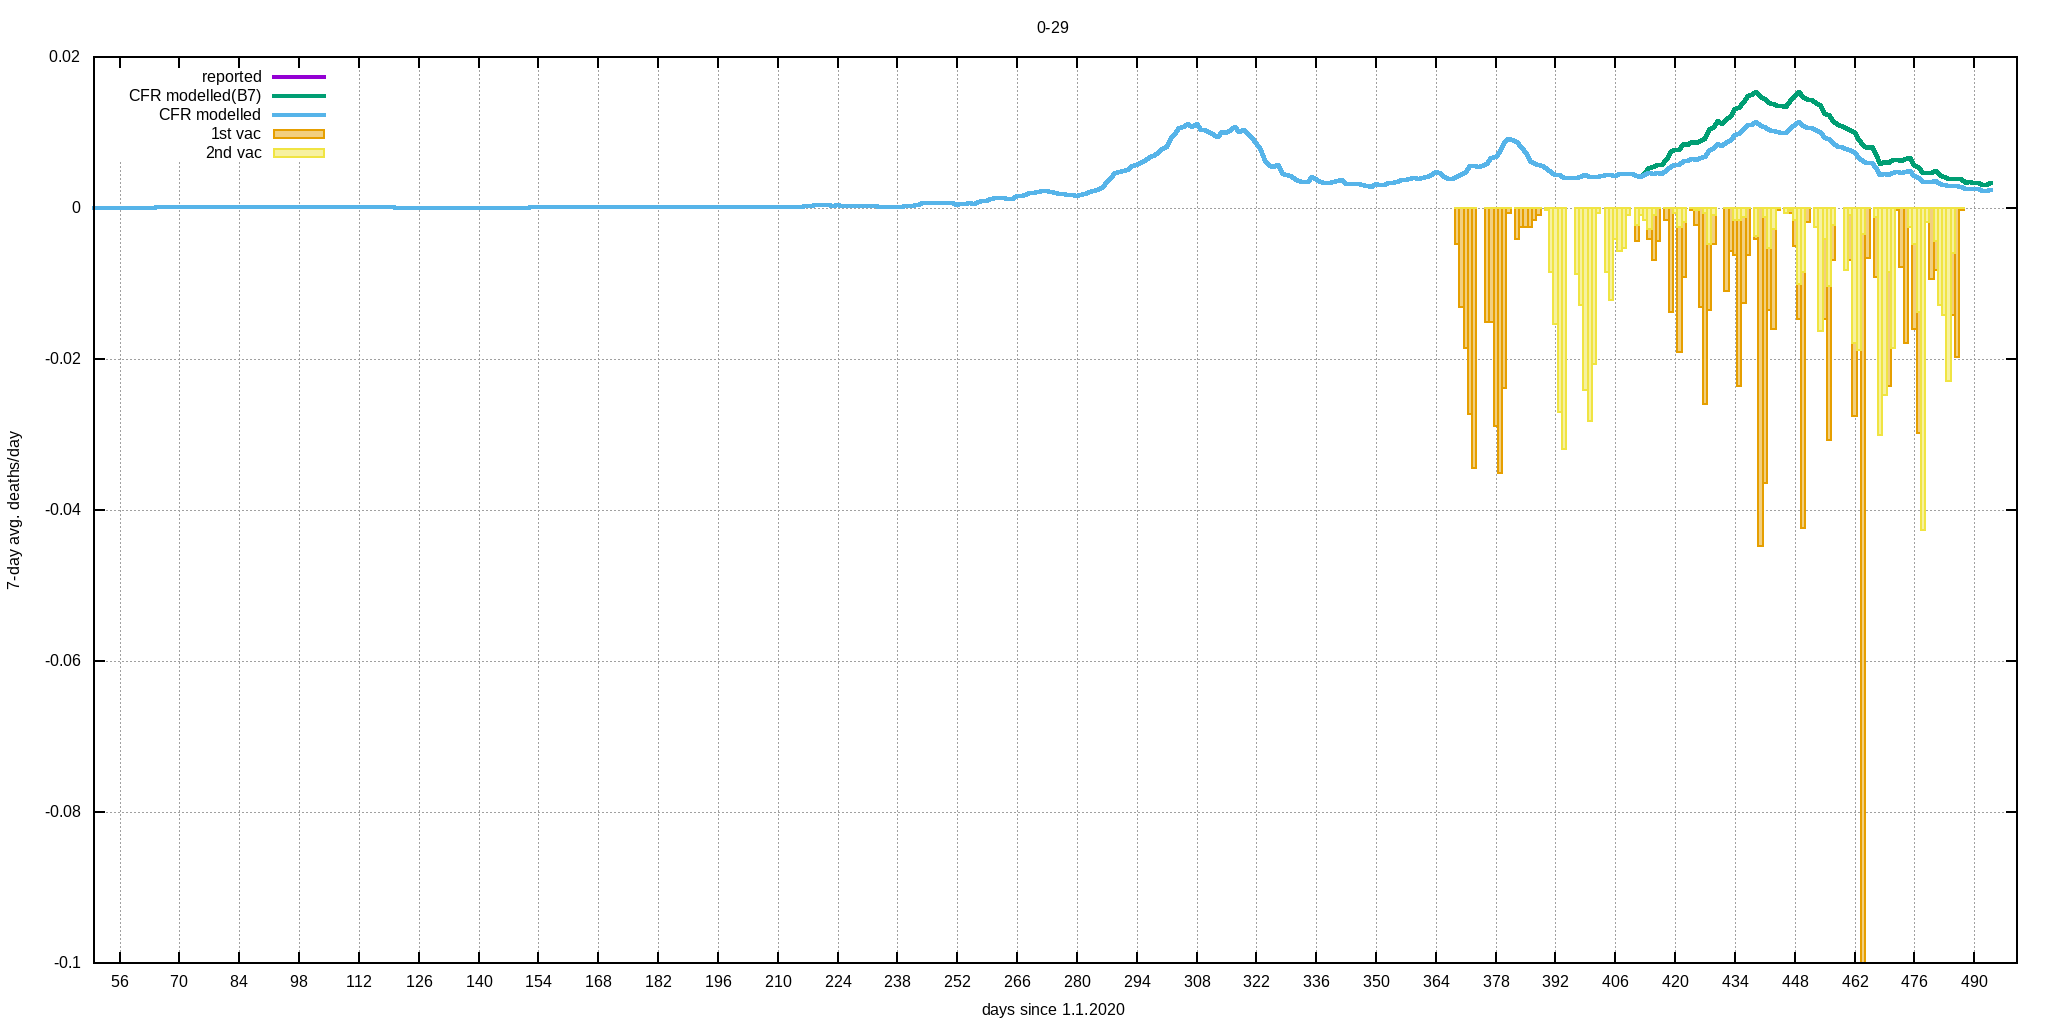 0-29
reported
CFR modelled(B7)
CFR modelled
1st vac
2nd vac
0.02
0
-0.02
-0.04
-0.06
-0.08
-0.1
7-day avg. deaths/day
56 70 84 98 112 126 140 154 168 182 196 210 224 238 252 266 280 294 308 322 336 350 364 378 392 406 420 434 448 462 476 490
days since 1.1.2020